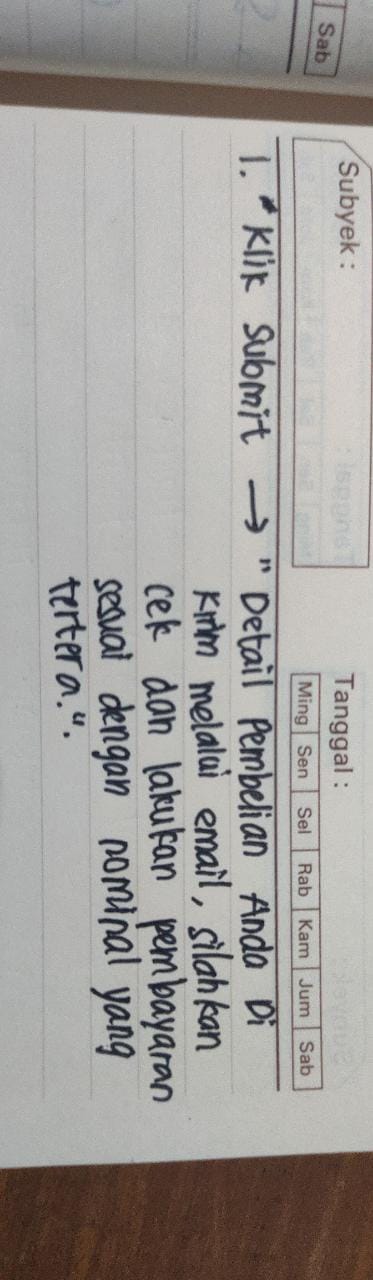 Sab
Subyek :
Tanggal :
Ming Sen Sel Rab Kam Jum Sab
1. "Klik Submit → "Detail Pembelian Anda Di
Kirim melalui email, silahkan
cek dan lakukan pembayaran
sesuai dengan nominal yang
tertera.".